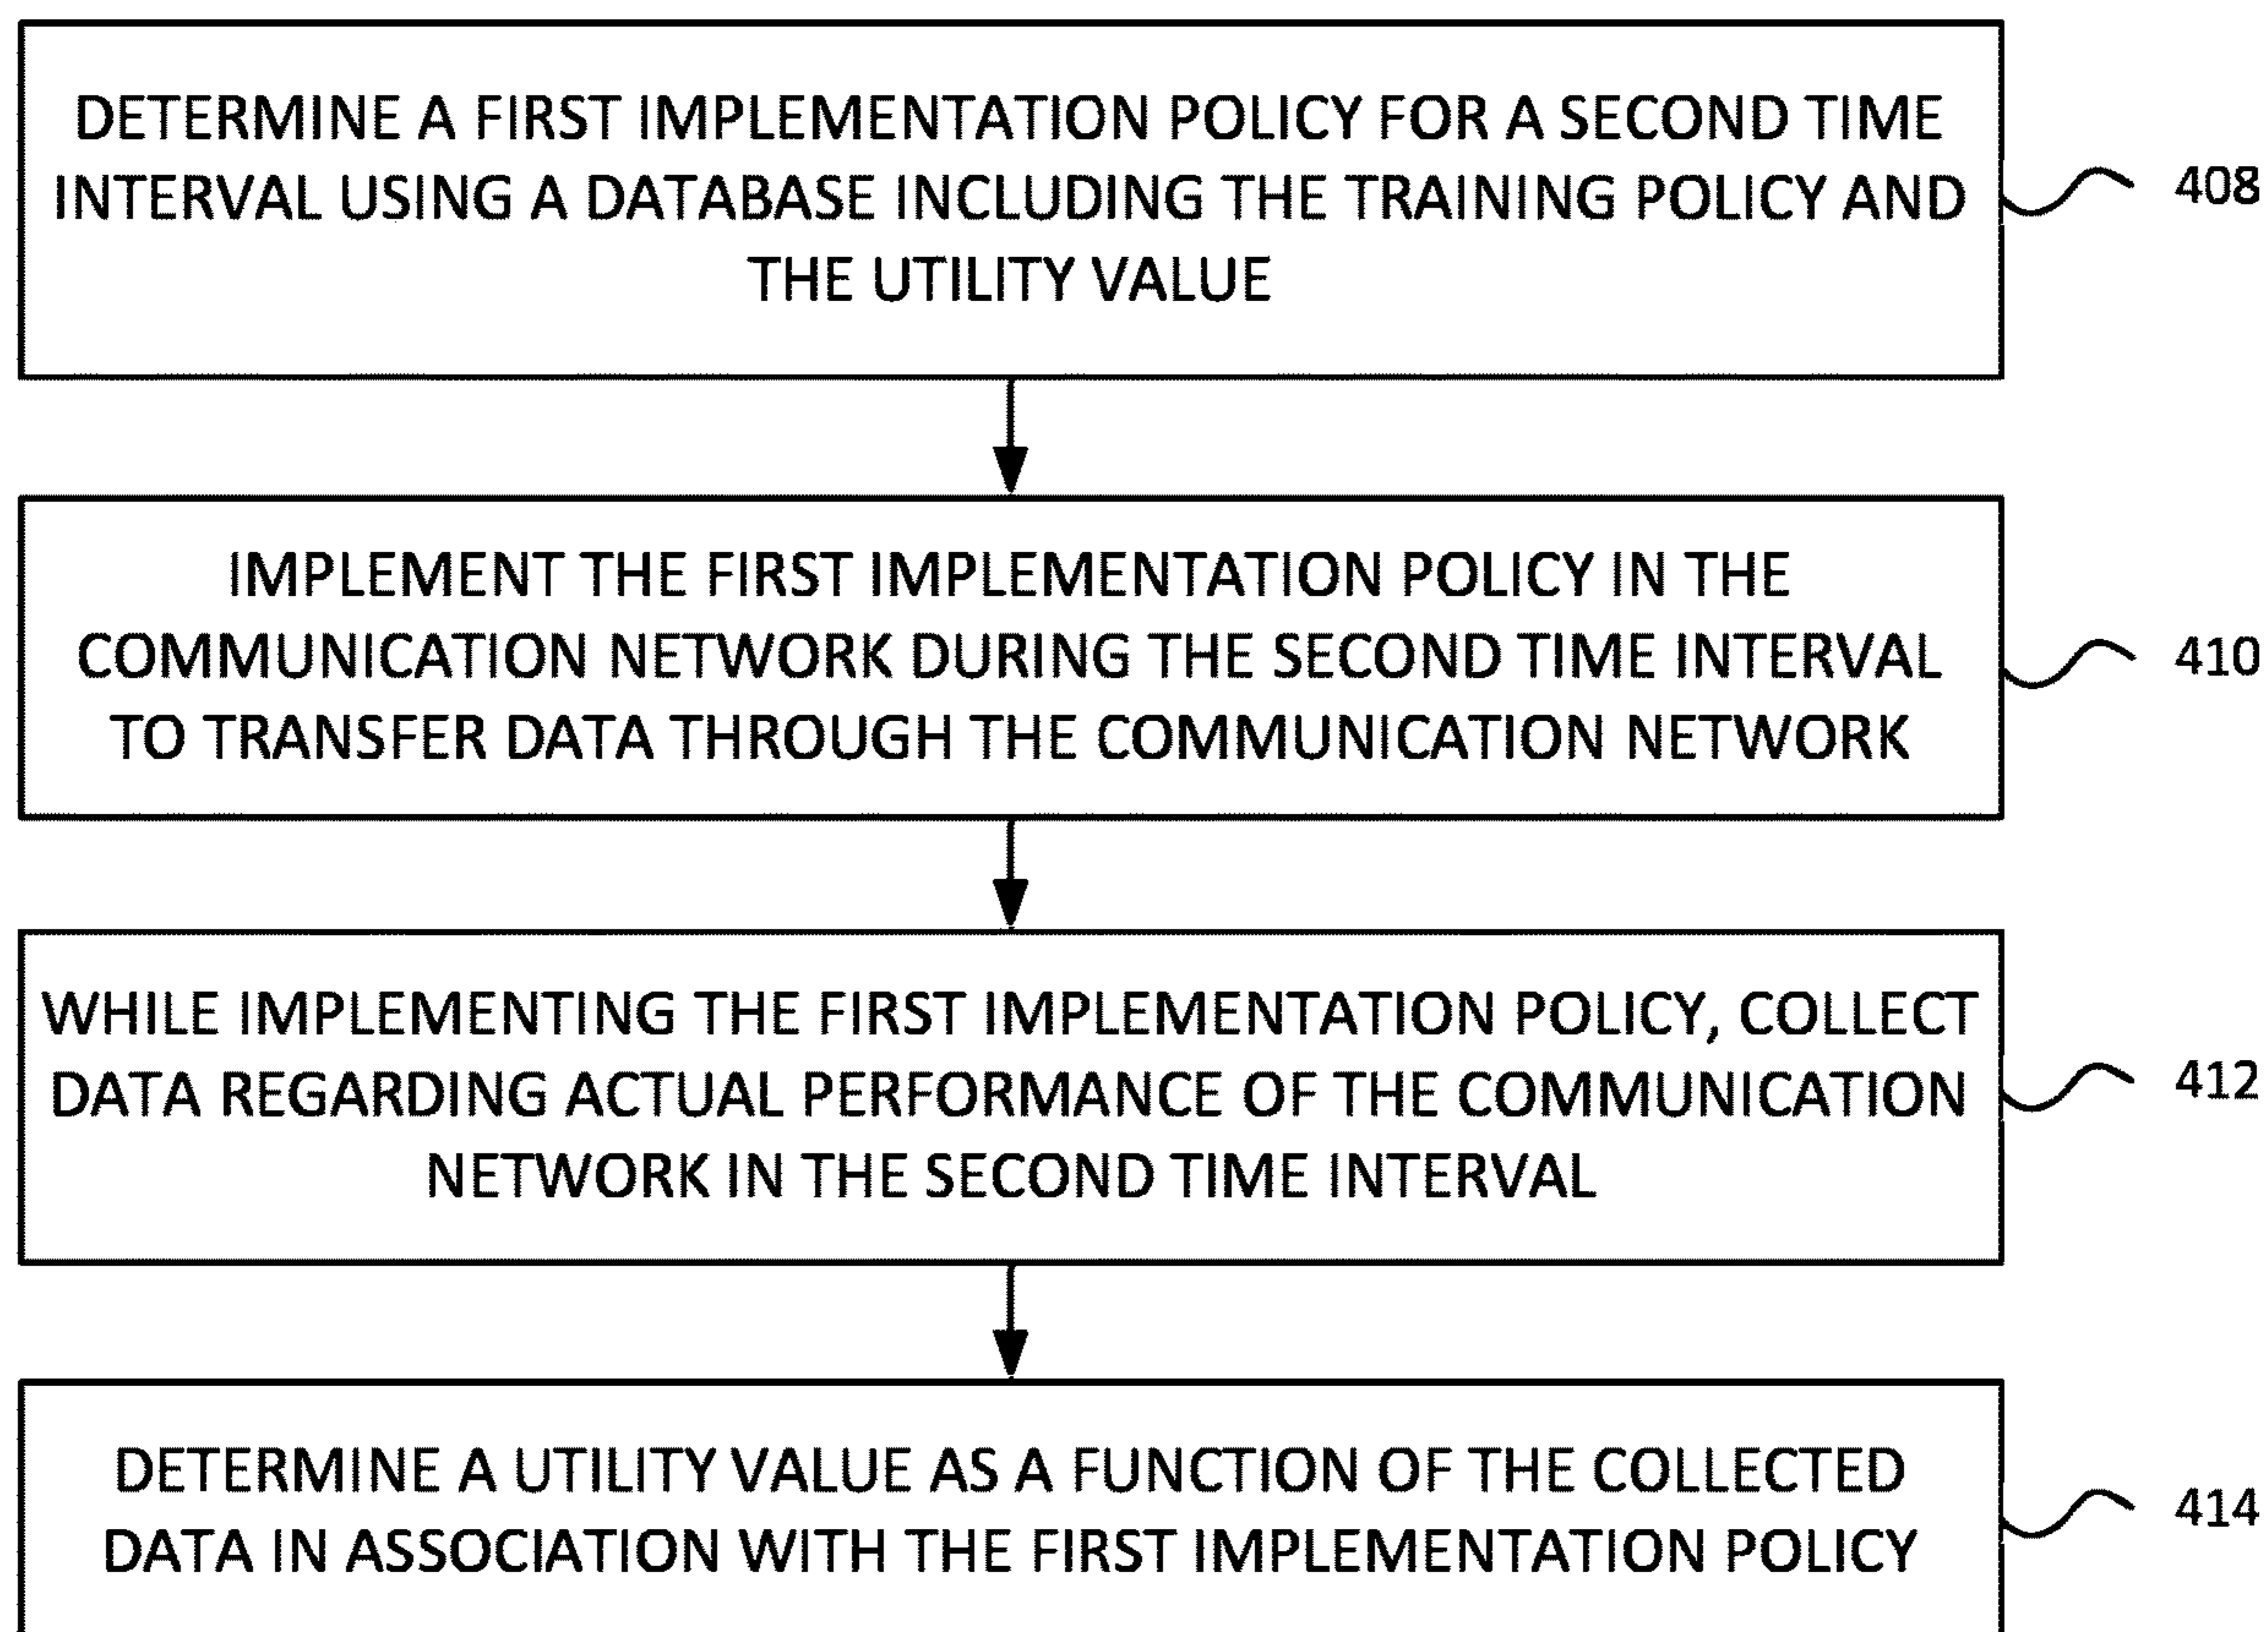 DETERMINE A FIRST IMPLEMENTATION POLICY FOR A SECOND TIME
INTERVAL USING A DATABASE INCLUDING THE TRAINING POLICY AND
THE UTILITY VALUE
408
IMPLEMENT THE FIRST IMPLEMENTATION POLICY IN THE
COMMUNICATION NETWORK DURING THE SECOND TIME INTERVAL
TO TRANSFER DATA THROUGH THE COMMUNICATION NETWORK
410
WHILE IMPLEMENTING THE FIRST IMPLEMENTATION POLICY, COLLECT
DATA REGARDING ACTUAL PERFORMANCE OF THE COMMUNICATION
NETWORK IN THE SECOND TIME INTERVAL
412
DETERMINE A UTILITY VALUE AS A FUNCTION OF THE COLLECTED
DATA IN ASSOCIATION WITH THE FIRST IMPLEMENTATION POLICY
414